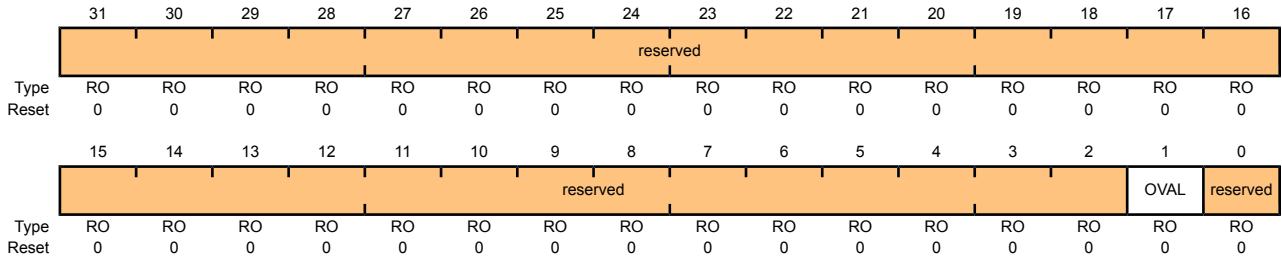 31 30 29 28 27 26 25 24 23 22 21 20 19 18 17 16
reserved
Type RO RO RO RO RO RO RO RO RO RO RO RO RO RO RO RO
Reset 0 0 0 0 0 0 0 0 0 0 0 0 0 0 0 0
15 14 13 12 11 10 9 8 7 6 5 4 3 2 1 0
reserved OVAL reserved
Type RO RO RO RO RO RO RO RO RO RO RO RO RO RO RO RO
Reset 0 0 0 0 0 0 0 0 0 0 0 0 0 0 0 0